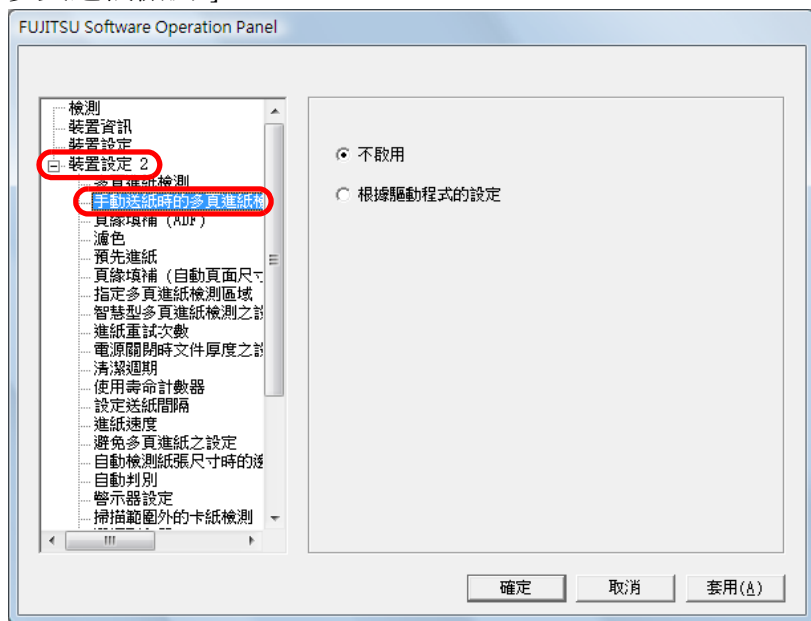 FUJITSU Software Operation Panel
檢測
裝置資訊
裝置設定
裝置設定 2
多頁進紙檢測
手動送紙時的多頁進紙檢
頁緣填補 (ADF)
濾色
預先進紙
頁緣填補 (自動頁面尺寸
指定多頁進紙檢測區域
智慧型多頁進紙檢測之設
進紙重試次數
電源關閉時文件厚度之設
清潔週期
使用壽命計數器
設定送紙間隔
進紙速度
避免多頁進紙之設定
自動檢測紙張尺寸時的邊
自動判別
警示器設定
掃描範圍外的卡紙檢測
不啟用
根據驅動程式的設定
確定
取消
套用(A)